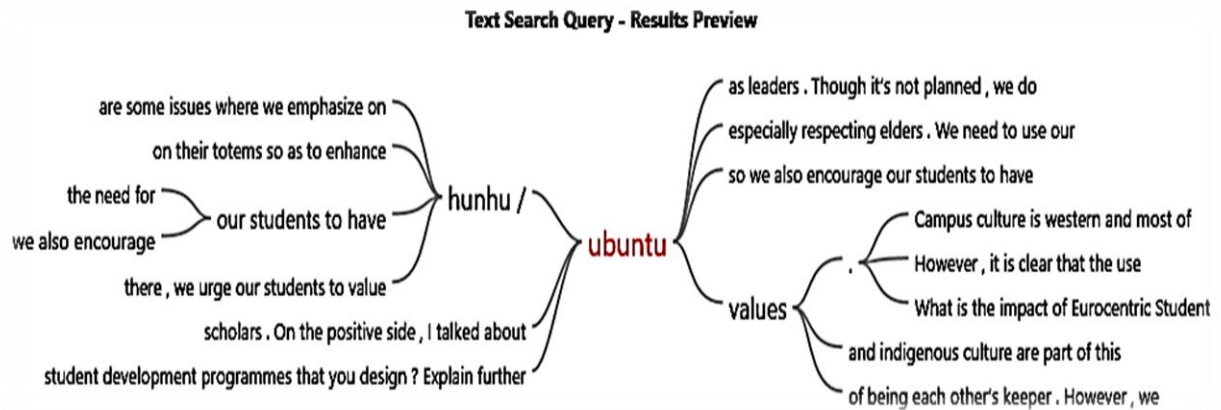 Text Search Query - Results Preview
are some issues where we emphasize on
on their totems so as to enhance
the need for
we also encourage
our students to have
there , we urge our students to value
hunhu /
scholars . On the positive side , I talked about
student development programmes that you design ? Explain further
ubuntu
as leaders . Though it's not planned , we do
especially respecting elders . We need to use our
so we also encourage our students to have
values
.
Campus culture is western and most of
However , it is clear that the use
What is the impact of Eurocentric Student
and indigenous culture are part of this
of being each other's keeper . However , we